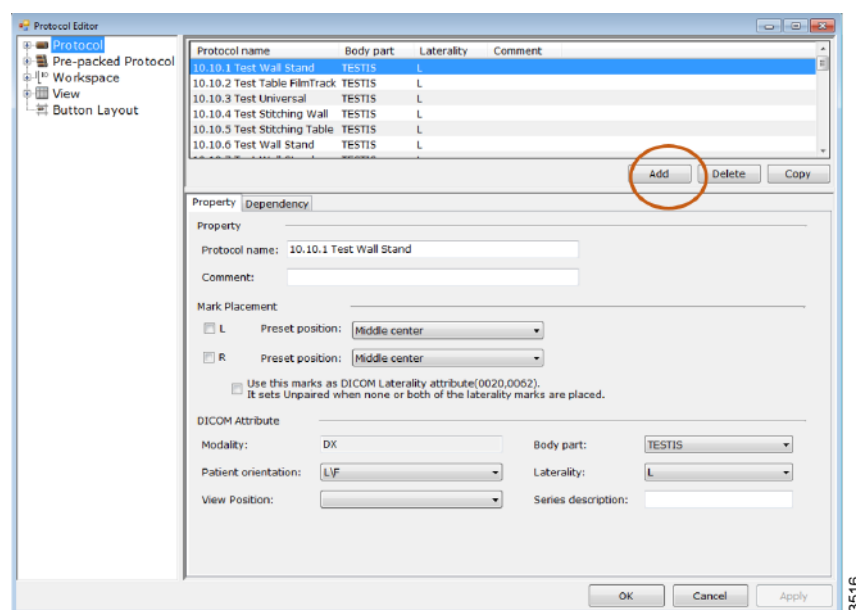 Protocol Editor
Protocol
Pre-packed Protocol
Workspace
View
Button Layout
Protocol name Body part Laterality Comment
10.10.1 Test Wall Stand TESTIS L
10.10.2 Test Table FilmTrack TESTIS L
10.10.3 Test Universal TESTIS L
10.10.4 Test Stitching Wall TESTIS L
10.10.5 Test Stitching Table TESTIS L
10.10.6 Test Wall Stand TESTIS L
Add Delete Copy
Property Dependency
Property
Protocol name: 10.10.1 Test Wall Stand
Comment:
Mark Placement
L Preset position: Middle center
R Preset position: Middle center
Use this marks as DICOM Laterality attribute(0020,0062).
It sets Unpaired when none or both of the laterality marks are placed.
DICOM Attribute
Modality: DX Body part: TESTIS
Patient orientation: L\F Laterality: L
View Position: Series description:
OK Cancel Apply